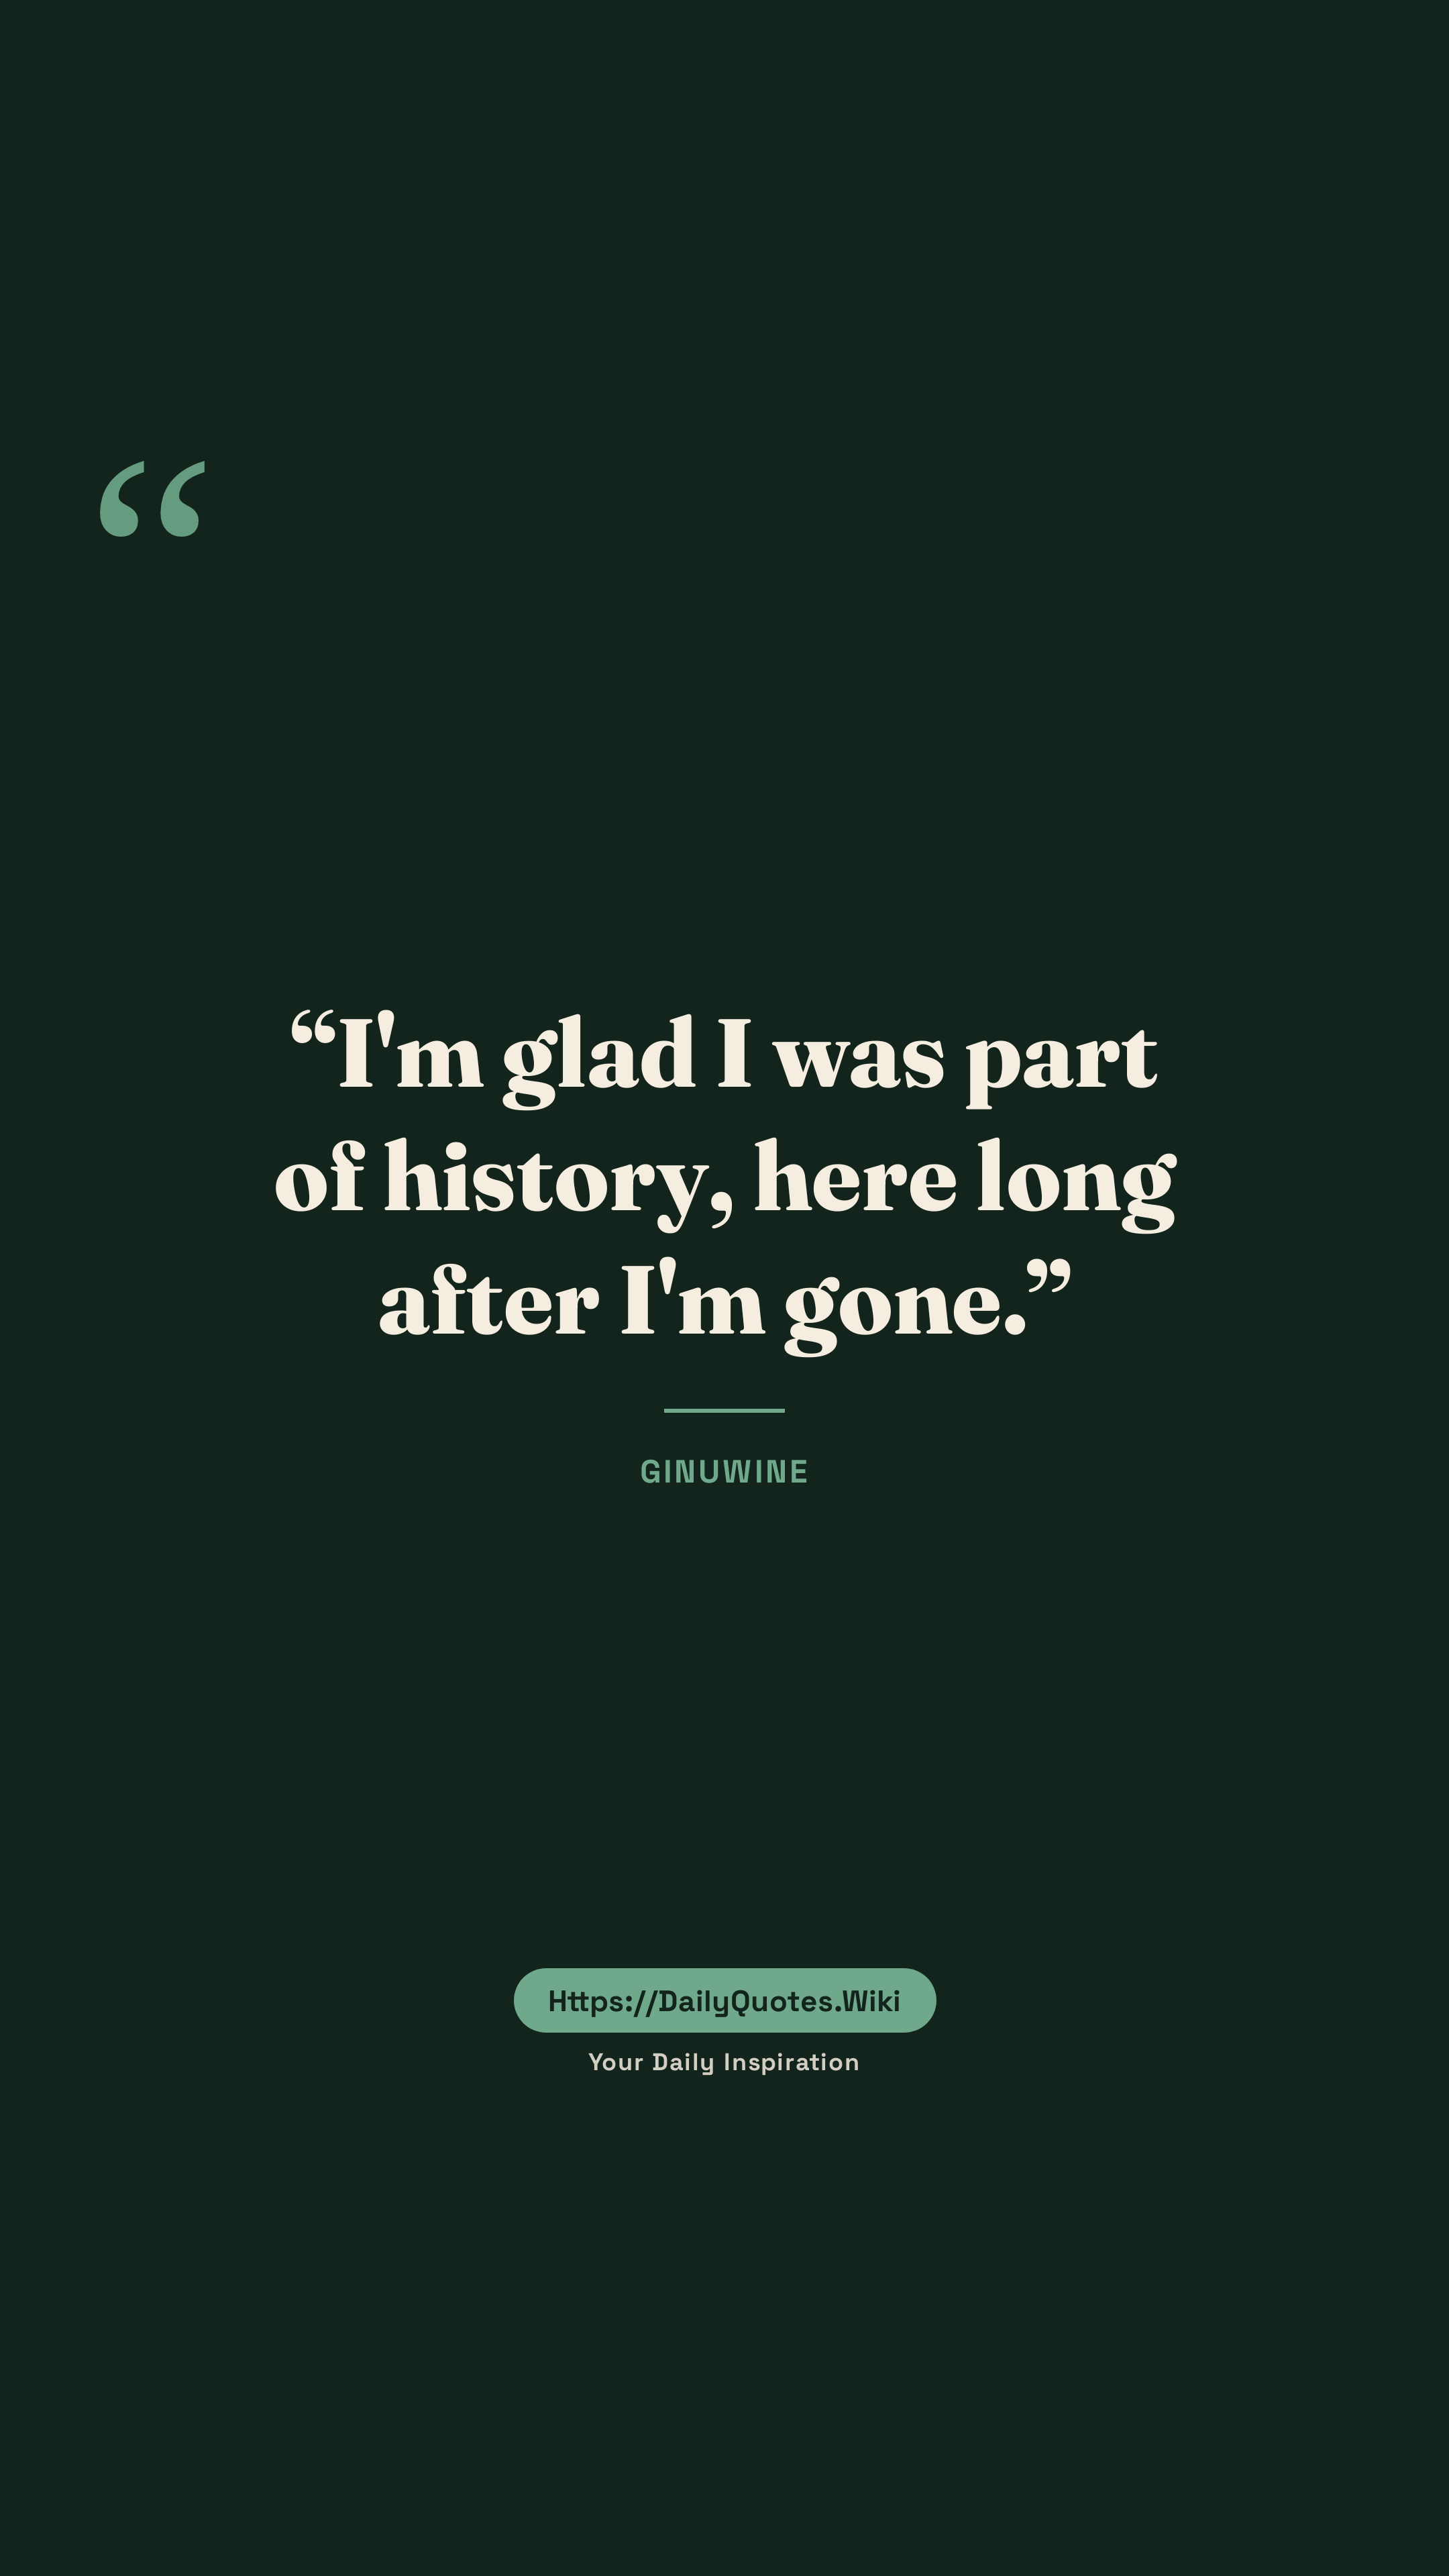 “
“I'm glad I was part
of history, here long
after I'm gone.”
GINUWINE
Https://DailyQuotes.Wiki
Your Daily Inspiration